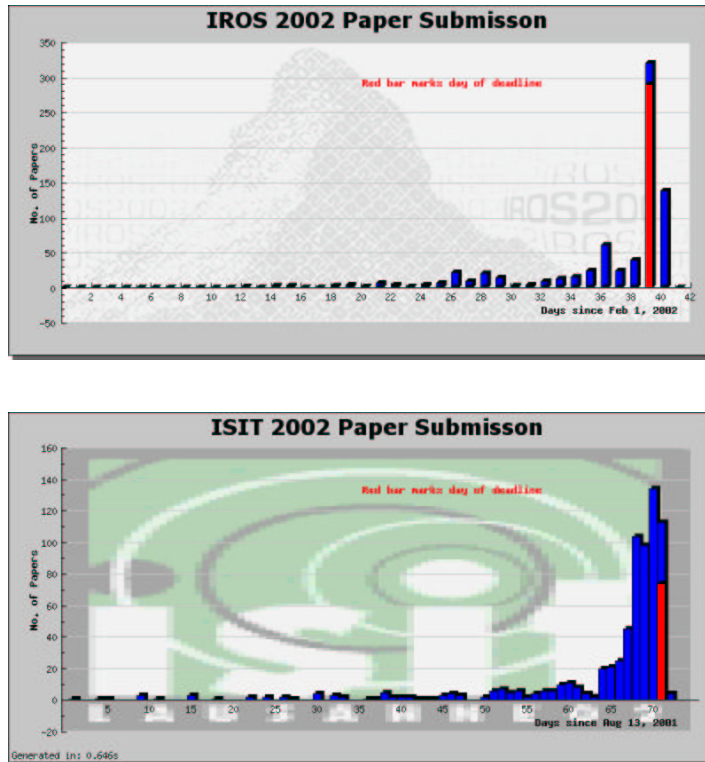 IROS 2002 Paper Submisson
350
300
250
200
150
100
50
0
-50
No. of Papers
Red bar marks day of deadline
IROS200
2 4 6 8 10 12 14 16 18 20 22 24 26 28 30 32 34 36 38 40 42
Days since Feb 1, 2002
ISIT 2002 Paper Submisson
160
140
120
100
80
60
40
20
0
-20
No. of Papers
Red bar marks day of deadline
ISIT
5 10 15 20 25 30 35 40 45 50 55 60 65 70
Days since Aug 13, 2001
Generated in: 0.646s